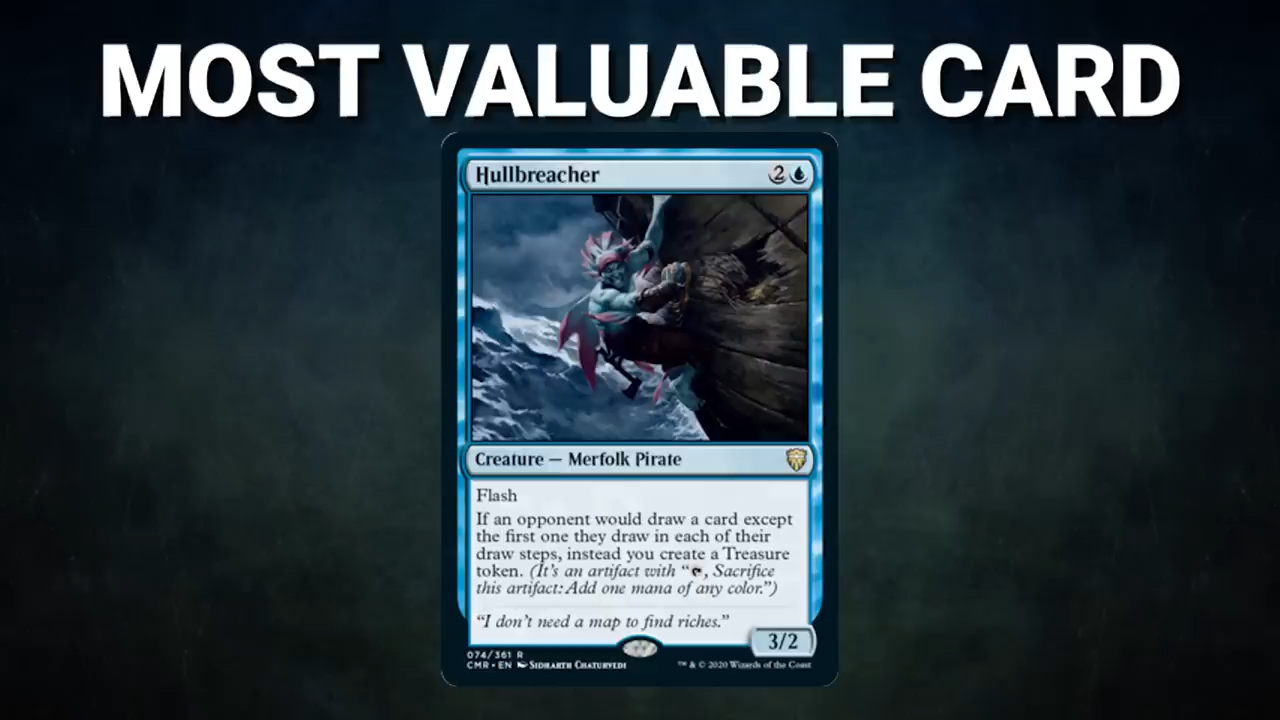 MOST VALUABLE CARD
Hullbreacher 2
Creature — Merfolk Pirate
Flash
If an opponent would draw a card except
the first one they draw in each of their
draw steps, instead you create a Treasure
token. (It's an artifact with “, Sacrifice
this artifact: Add one mana of any color.”)
“I don't need a map to find riches.”
3/2
074/361 R
CMR • EN Sidharth Chaturvedi
™ & © 2020 Wizards of the Coast